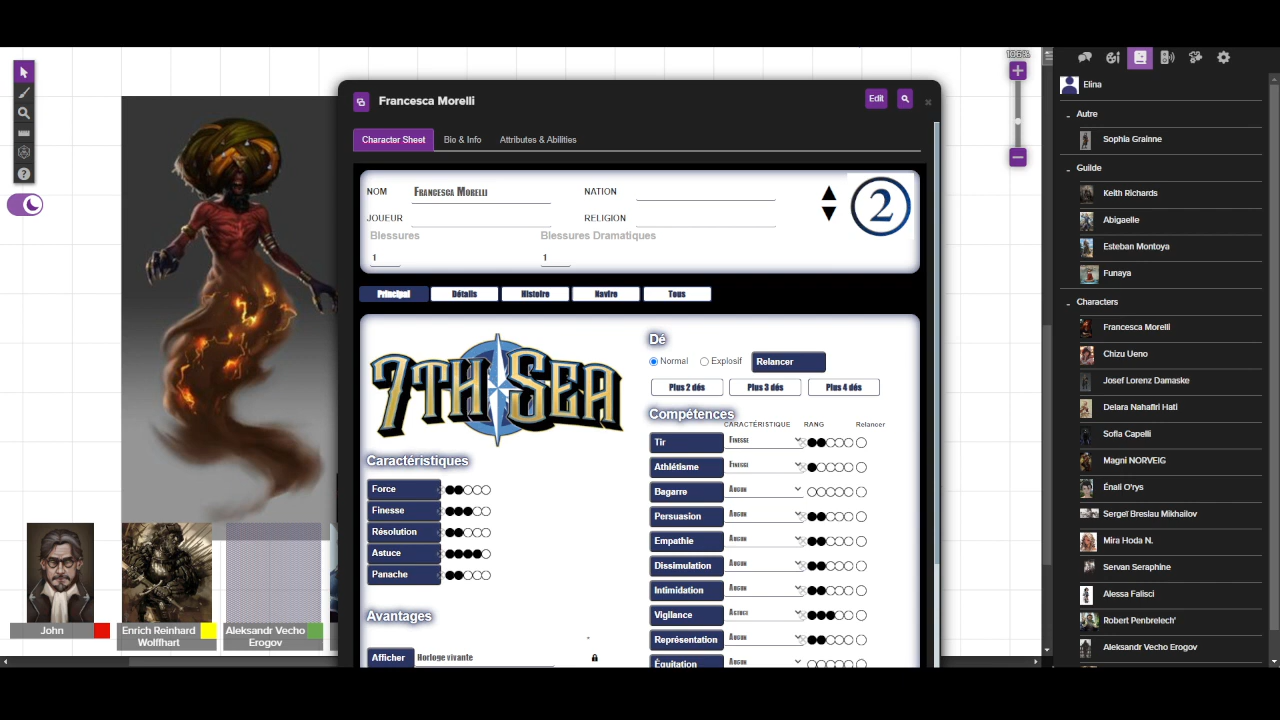 106%
Francesca Morelli
Edit
Character Sheet
Bio & Info
Attributes & Abilities
NOM Francesca Morelli
NATION
JOUEUR
RELIGION
Blessures
Blessures Dramatiques
1
1
2
Principal
Détails
Histoire
Navire
Tous
7TH SEA
Caractéristiques
Force
Finesse
Résolution
Astuce
Panache
Avantages
Afficher Horloge vivante
Dé
Normal
Explosif
Relancer
Plus 2 dés
Plus 3 dés
Plus 4 dés
Compétences
CARACTÉRISTIQUE
RANG
Relancer
Tir Finesse
Athlétisme Finesse
Bagarre Aucun
Persuasion Aucun
Empathie Aucun
Dissimulation Aucun
Intimidation Aucun
Vigilance Astuce
Représentation Aucun
Équitation Aucun
John
Enrich Reinhard
Wolffhart
Aleksandr Vecho
Erogov
Elina
Autre
Sophia Grainne
Guilde
Keith Richards
Abigaelle
Esteban Montoya
Funaya
Characters
Francesca Morelli
Chizu Ueno
Josef Lorenz Damaske
Delara Nahafiri Hati
Sofia Capelli
Magni NORVEIG
Énaïl O'rys
Sergeï Breslau Mikhaïlov
Mira Hoda N.
Servan Seraphine
Alessa Falisci
Robert Penbrelech'
Aleksandr Vecho Erogov